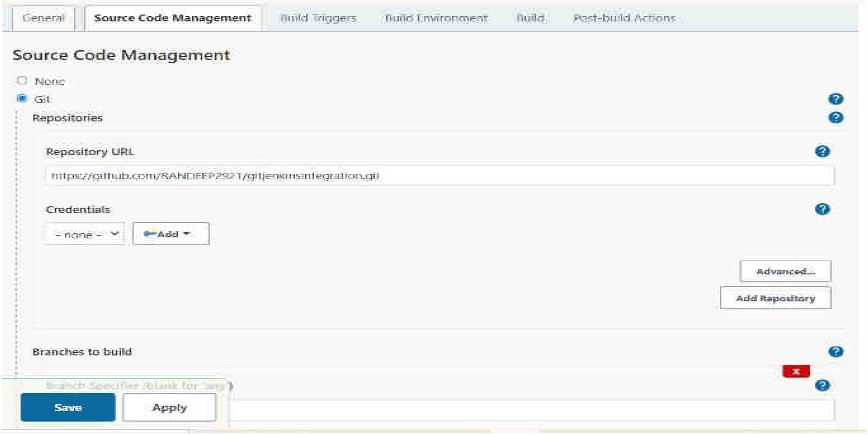 General Source Code Management Build Triggers Build Environment Build Post-build Actions
Source Code Management
None
Git
Repositories
Repository URL
https://github.com/RANDEEP2921/gitjenkinsintegration.git
Credentials
- none - Add
Advanced...
Add Repository
Branches to build
X
Branch Specifier (blank for 'any')
Save Apply